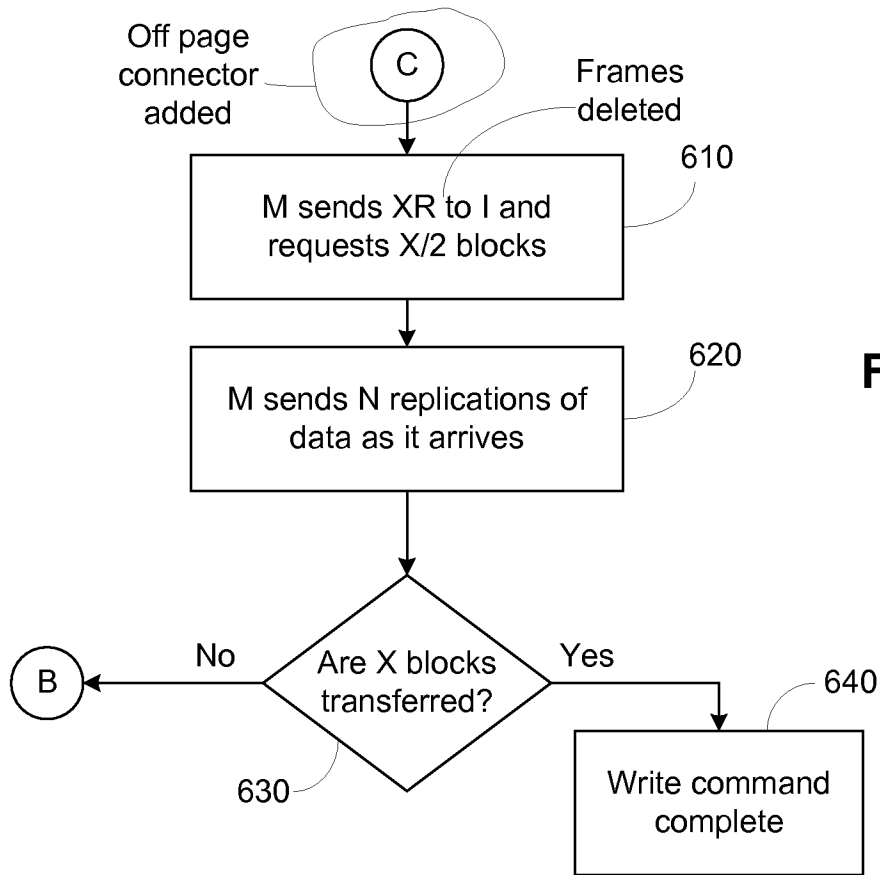 Off page
connector
added
C
Frames
deleted
610
M sends XR to I and
requests X/2 blocks
620
M sends N replications of
data as it arrives
F
No
Yes
B
Are X blocks
transferred?
640
630
Write command
complete